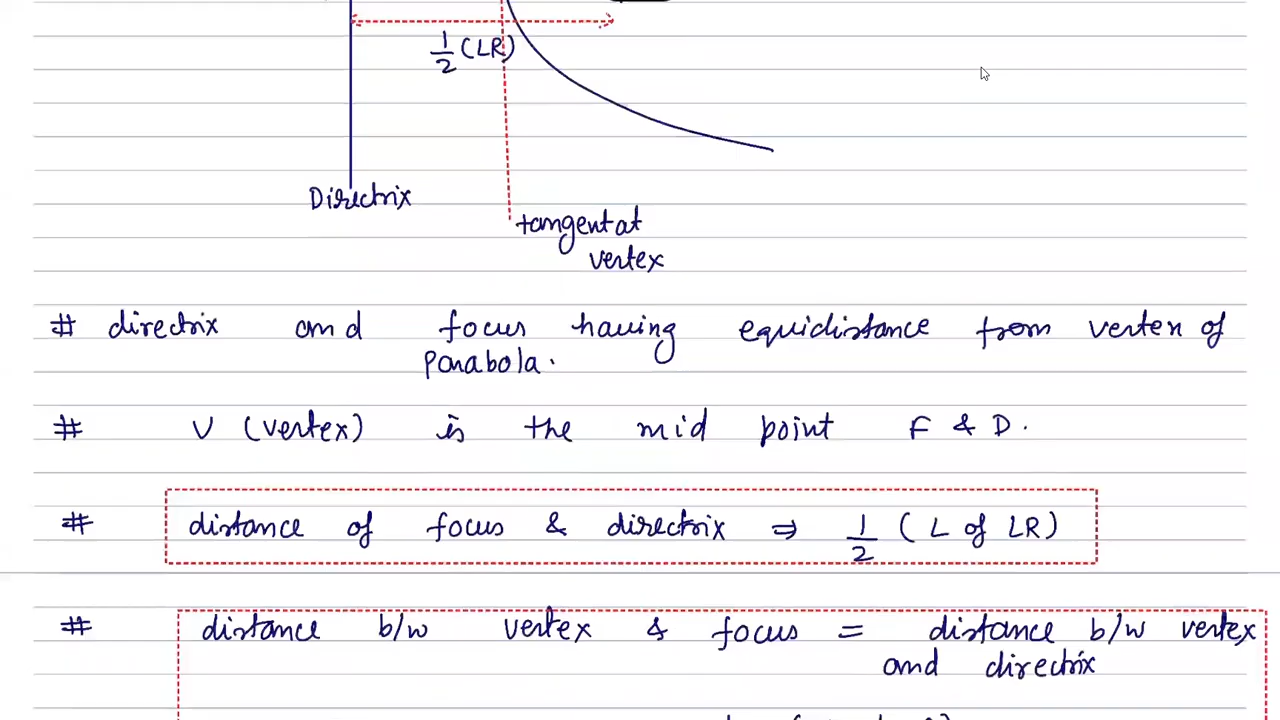 1/2 (LR)
Directrix
tangent at
vertex
# directrix and focus having equidistance from vertex of
parabola.
# V (vertex) is the mid point F & D.
# distance of focus & directrix ⇒ 1/2 (L of LR)
# distance b/w vertex & focus = distance b/w vertex
and directrix